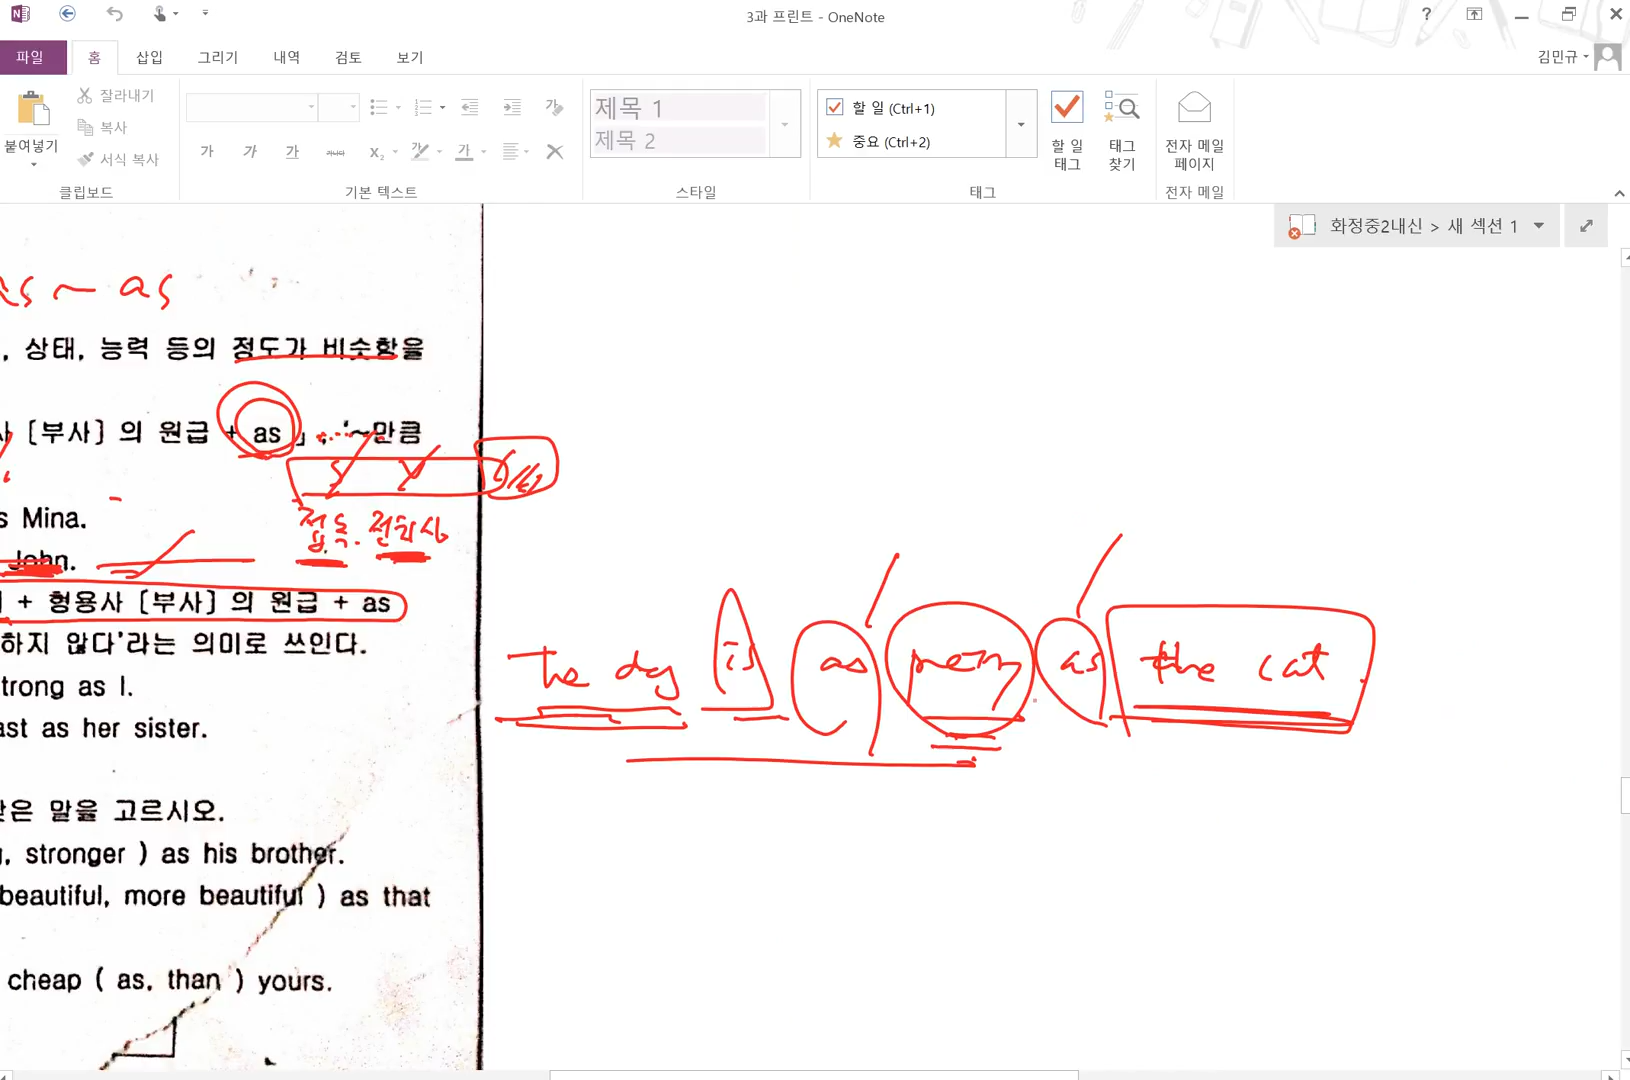 3과 프린트 - OneNote
파일 홈 삽입 그리기 내역 검토 보기
김민규
붙여넣기
잘라내기
복사
서식 복사
클립보드
가 가 가 가나다 x₂ 가
기본 텍스트
제목 1
제목 2
스타일
할 일 (Ctrl+1)
중요 (Ctrl+2)
할 일 태그
태그 찾기
태그
전자 메일 페이지
전자 메일
화정중2내신 > 새 섹션 1
as ~ as
, 상태, 능력 등의 정도가 비슷함을
사 [부사] 의 원급 + as 」, '~만큼
S V
접속. 전치사
s Mina.
John.
+ 형용사 [부사] 의 원급 + as
하지 않다'라는 의미로 쓰인다.
trong as I.
ast as her sister.
The dog is as pretty as the cat.
맞은 말을 고르시오.
, stronger ) as his brother.
beautiful, more beautiful ) as that
cheap ( as, than ) yours.